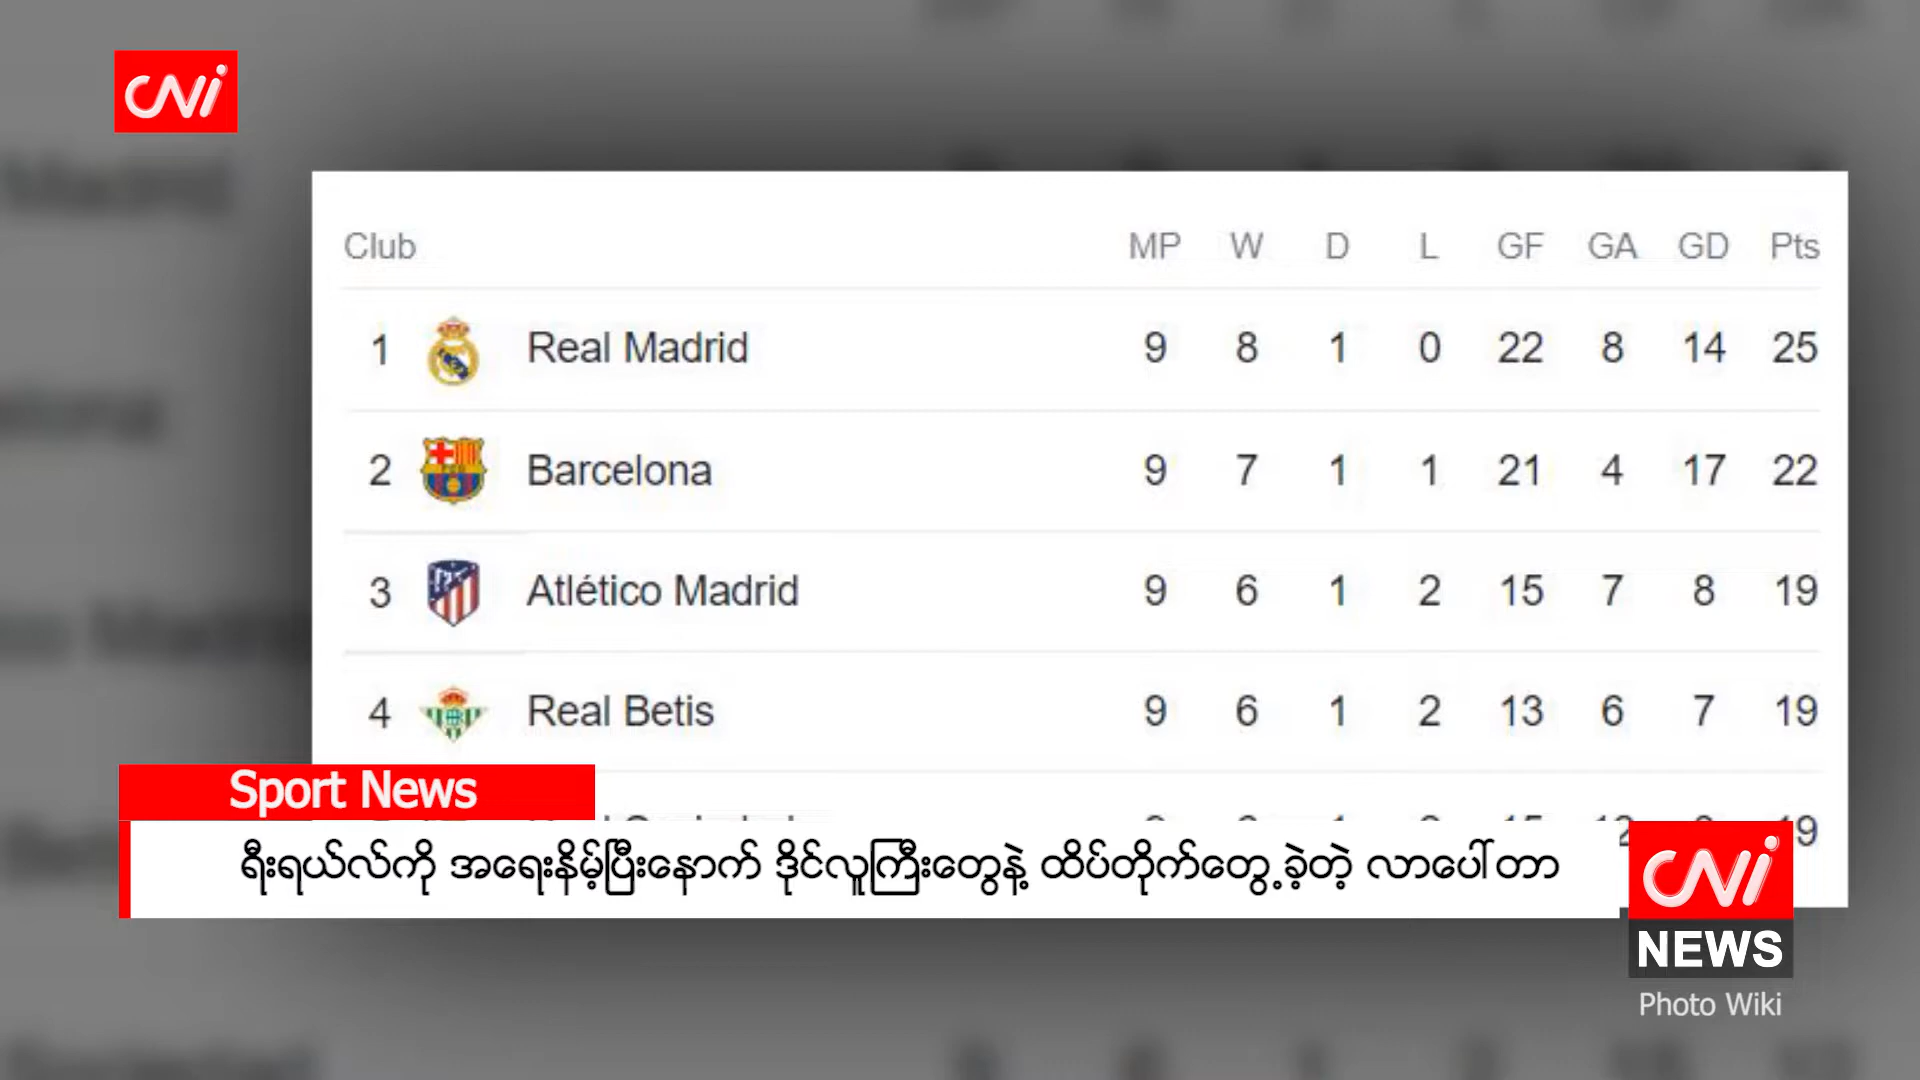 CNi
Club MP W D L GF GA GD Pts
1 Real Madrid 9 8 1 0 22 8 14 25
2 Barcelona 9 7 1 1 21 4 17 22
3 Atlético Madrid 9 6 1 2 15 7 8 19
4 Real Betis 9 6 1 2 13 6 7 19
Sport News
ရီးရယ်လ်ကို အရေးနိမ့်ပြီးနောက် ဒိုင်လူကြီးတွေနဲ့ ထိပ်တိုက်တွေ့ခဲ့တဲ့ လာပေါ်တာ
CNi
NEWS
Photo Wiki